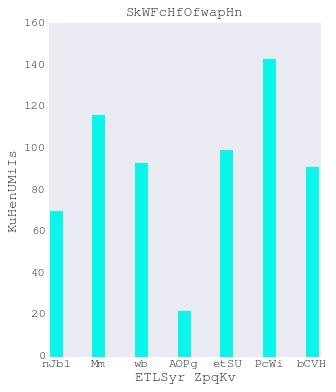 SkWFcHfOfwapHn
KuHenUMiIs
160
140
120
100
80
60
40
20
0
nJbl Mm wb AOPg etSU PcWi bCVH
ETLSyr ZpqKv